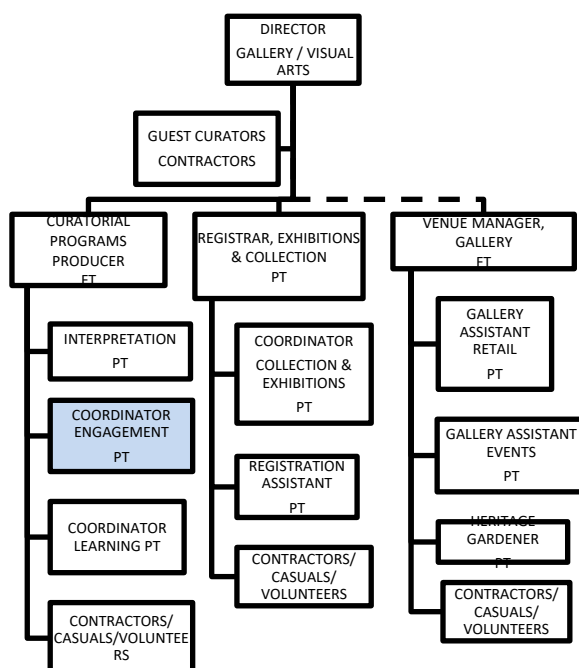 DIRECTOR
GALLERY / VISUAL
ARTS
GUEST CURATORS
CONTRACTORS
CURATORIAL
PROGRAMS
PRODUCER
FT
REGISTRAR, EXHIBITIONS
& COLLECTION
PT
VENUE MANAGER,
GALLERY
FT
INTERPRETATION
PT
COORDINATOR
ENGAGEMENT
PT
COORDINATOR
LEARNING PT
CONTRACTORS/
CASUALS/VOLUNTEE
RS
COORDINATOR
COLLECTION &
EXHIBITIONS
PT
REGISTRATION
ASSISTANT
PT
CONTRACTORS/
CASUALS/
VOLUNTEERS
GALLERY
ASSISTANT
RETAIL
PT
GALLERY ASSISTANT
EVENTS
PT
HERITAGE
GARDENER
PT
CONTRACTORS/
CASUALS/
VOLUNTEERS